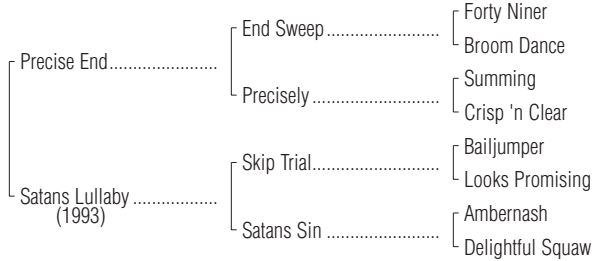 Forty Niner
End Sweep........................
Broom Dance
Precise End.......................
Summing
Precisely...........................
Crisp 'n Clear
Bailjumper
Skip Trial...........................
Looks Promising
Satans Lullaby ..................
(1993)
Ambernash
Satans Sin .........................
Delightful Squaw